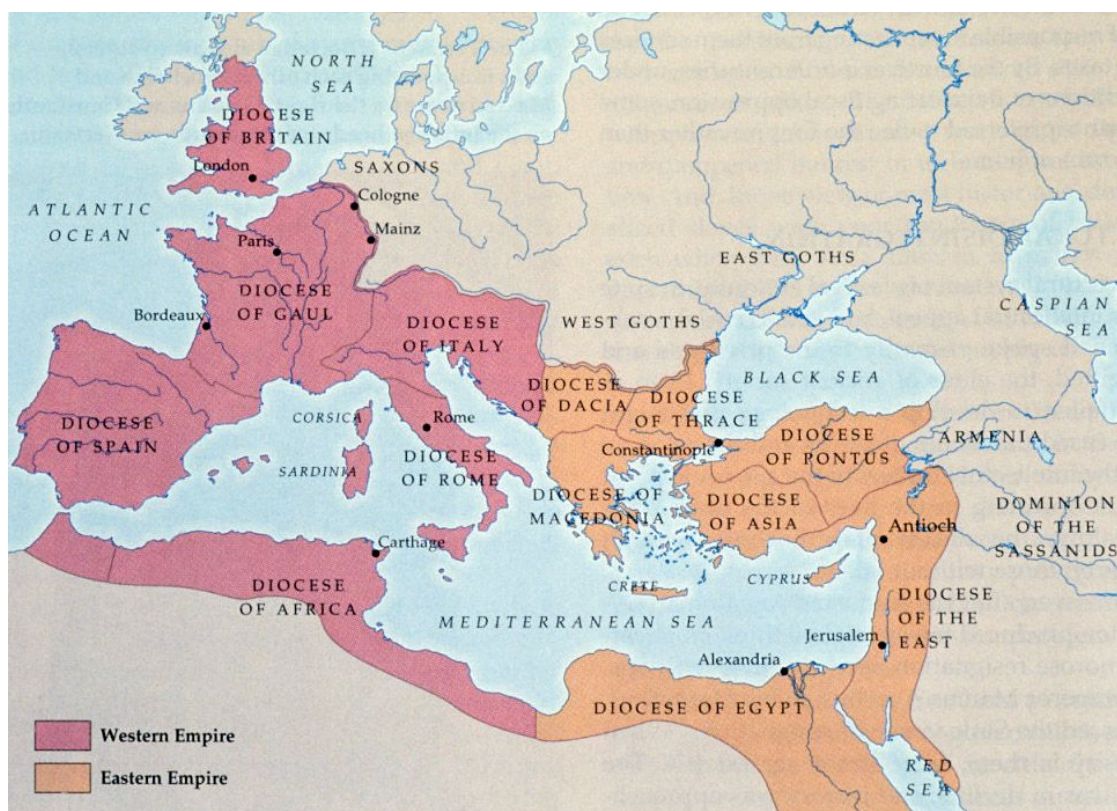 NORTH
SEA
DIOCESE
OF BRITAIN
London
SAXONS
Cologne
ATLANTIC
OCEAN
Mainz
Paris
EAST GOTHS
DIOCESE
OF GAUL
CASPIAN
SEA
Bordeaux
DIOCESE
OF ITALY
WEST GOTHS
BLACK SEA
DIOCESE
OF DACIA
DIOCESE
OF THRACE
CORSICA
Rome
DIOCESE
OF SPAIN
Constantinople
DIOCESE
OF PONTUS
ARMENIA
SARDINIA
DIOCESE
OF ROME
DIOCESE OF
MACEDONIA
DIOCESE
OF ASIA
DOMINION
OF THE
SASSANIDS
Antioch
Carthage
DIOCESE
OF AFRICA
CRETE
CYPRUS
DIOCESE
OF THE
EAST
MEDITERRANEAN SEA
Jerusalem
Alexandria
DIOCESE OF EGYPT
RED
SEA
Western Empire
Eastern Empire